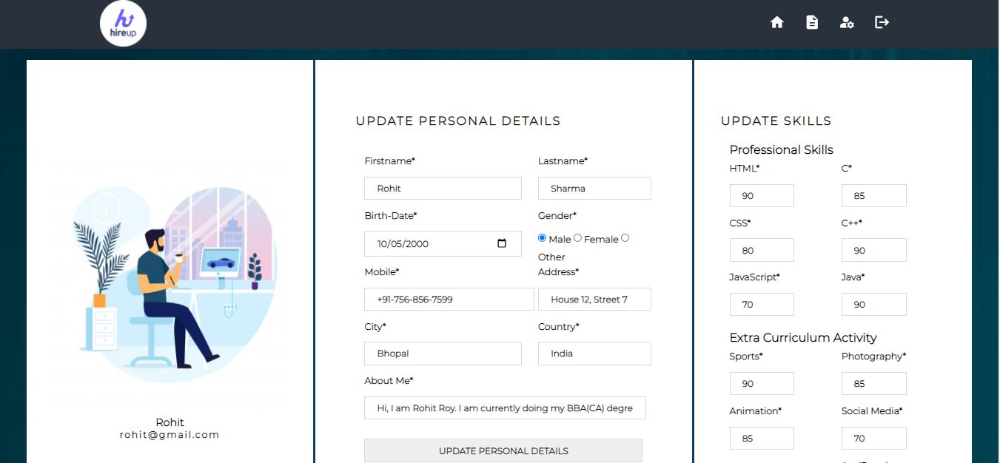 hireup
UPDATE PERSONAL DETAILS
Firstname*
Lastname*
Rohit
Sharma
Birth-Date*
Gender*
10/05/2000
Male Female
Other
Mobile*
Address*
+91-756-856-7599
House 12, Street 7
City*
Country*
Bhopal
India
About Me*
Hi, I am Rohit Roy. I am currently doing my BBA(CA) degre
UPDATE PERSONAL DETAILS
Rohit
rohit@gmail.com
UPDATE SKILLS
Professional Skills
HTML*
C*
90
85
CSS*
C++*
80
90
JavaScript*
Java*
70
90
Extra Curriculum Activity
Sports*
Photography*
90
85
Animation*
Social Media*
85
70